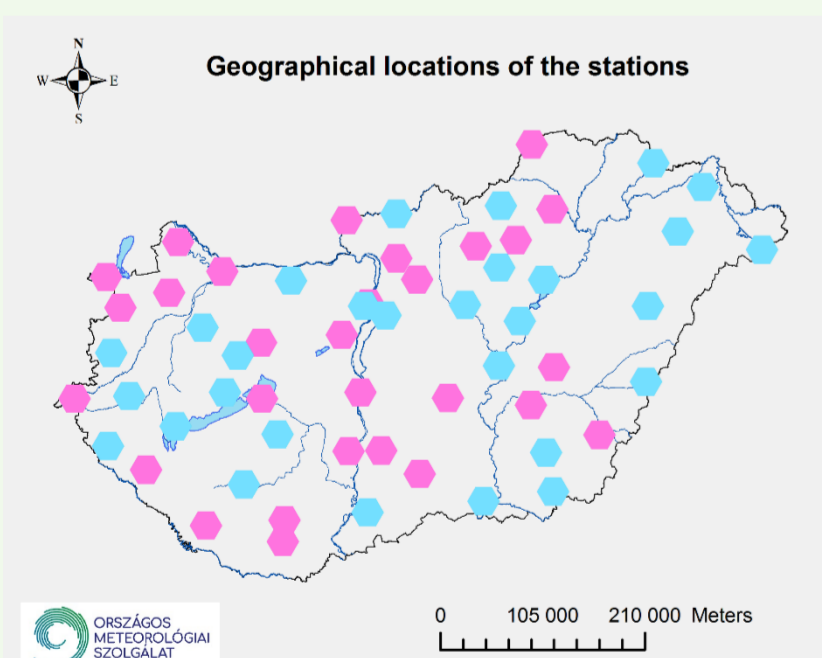 N
W E
S
Geographical locations of the stations
0 105 000 210 000 Meters
ORSZÁGOS
METEOROLÓGIAI
SZOLGÁLAT